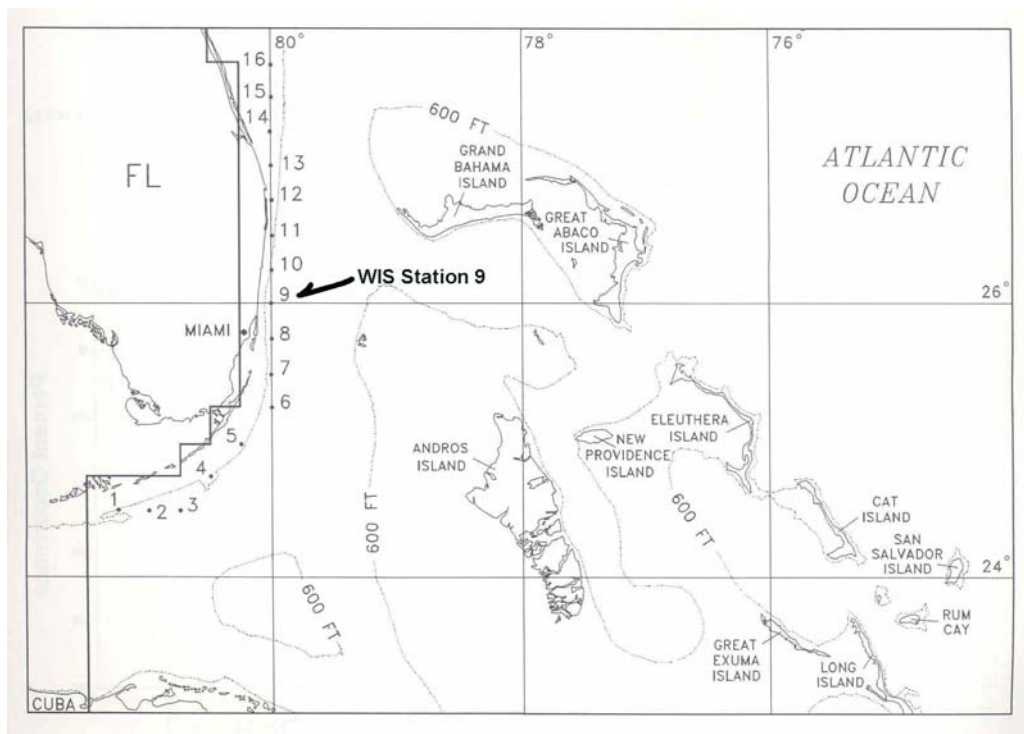 80°
78°
76°
16
15
14
FL
13
12
11
10
9
WIS Station 9
26°
MIAMI
8
7
6
5
4
1
2
3
600 FT
GRAND
BAHAMA
ISLAND
GREAT
ABACO
ISLAND
ATLANTIC
OCEAN
ELEUTHERA
ISLAND
ANDROS
ISLAND
NEW
PROVIDENCE
ISLAND
600 FT
600 FT
CAT
ISLAND
SAN
SALVADOR
ISLAND
24°
600 FT
RUM
CAY
GREAT
EXUMA
ISLAND
LONG
ISLAND
CUBA